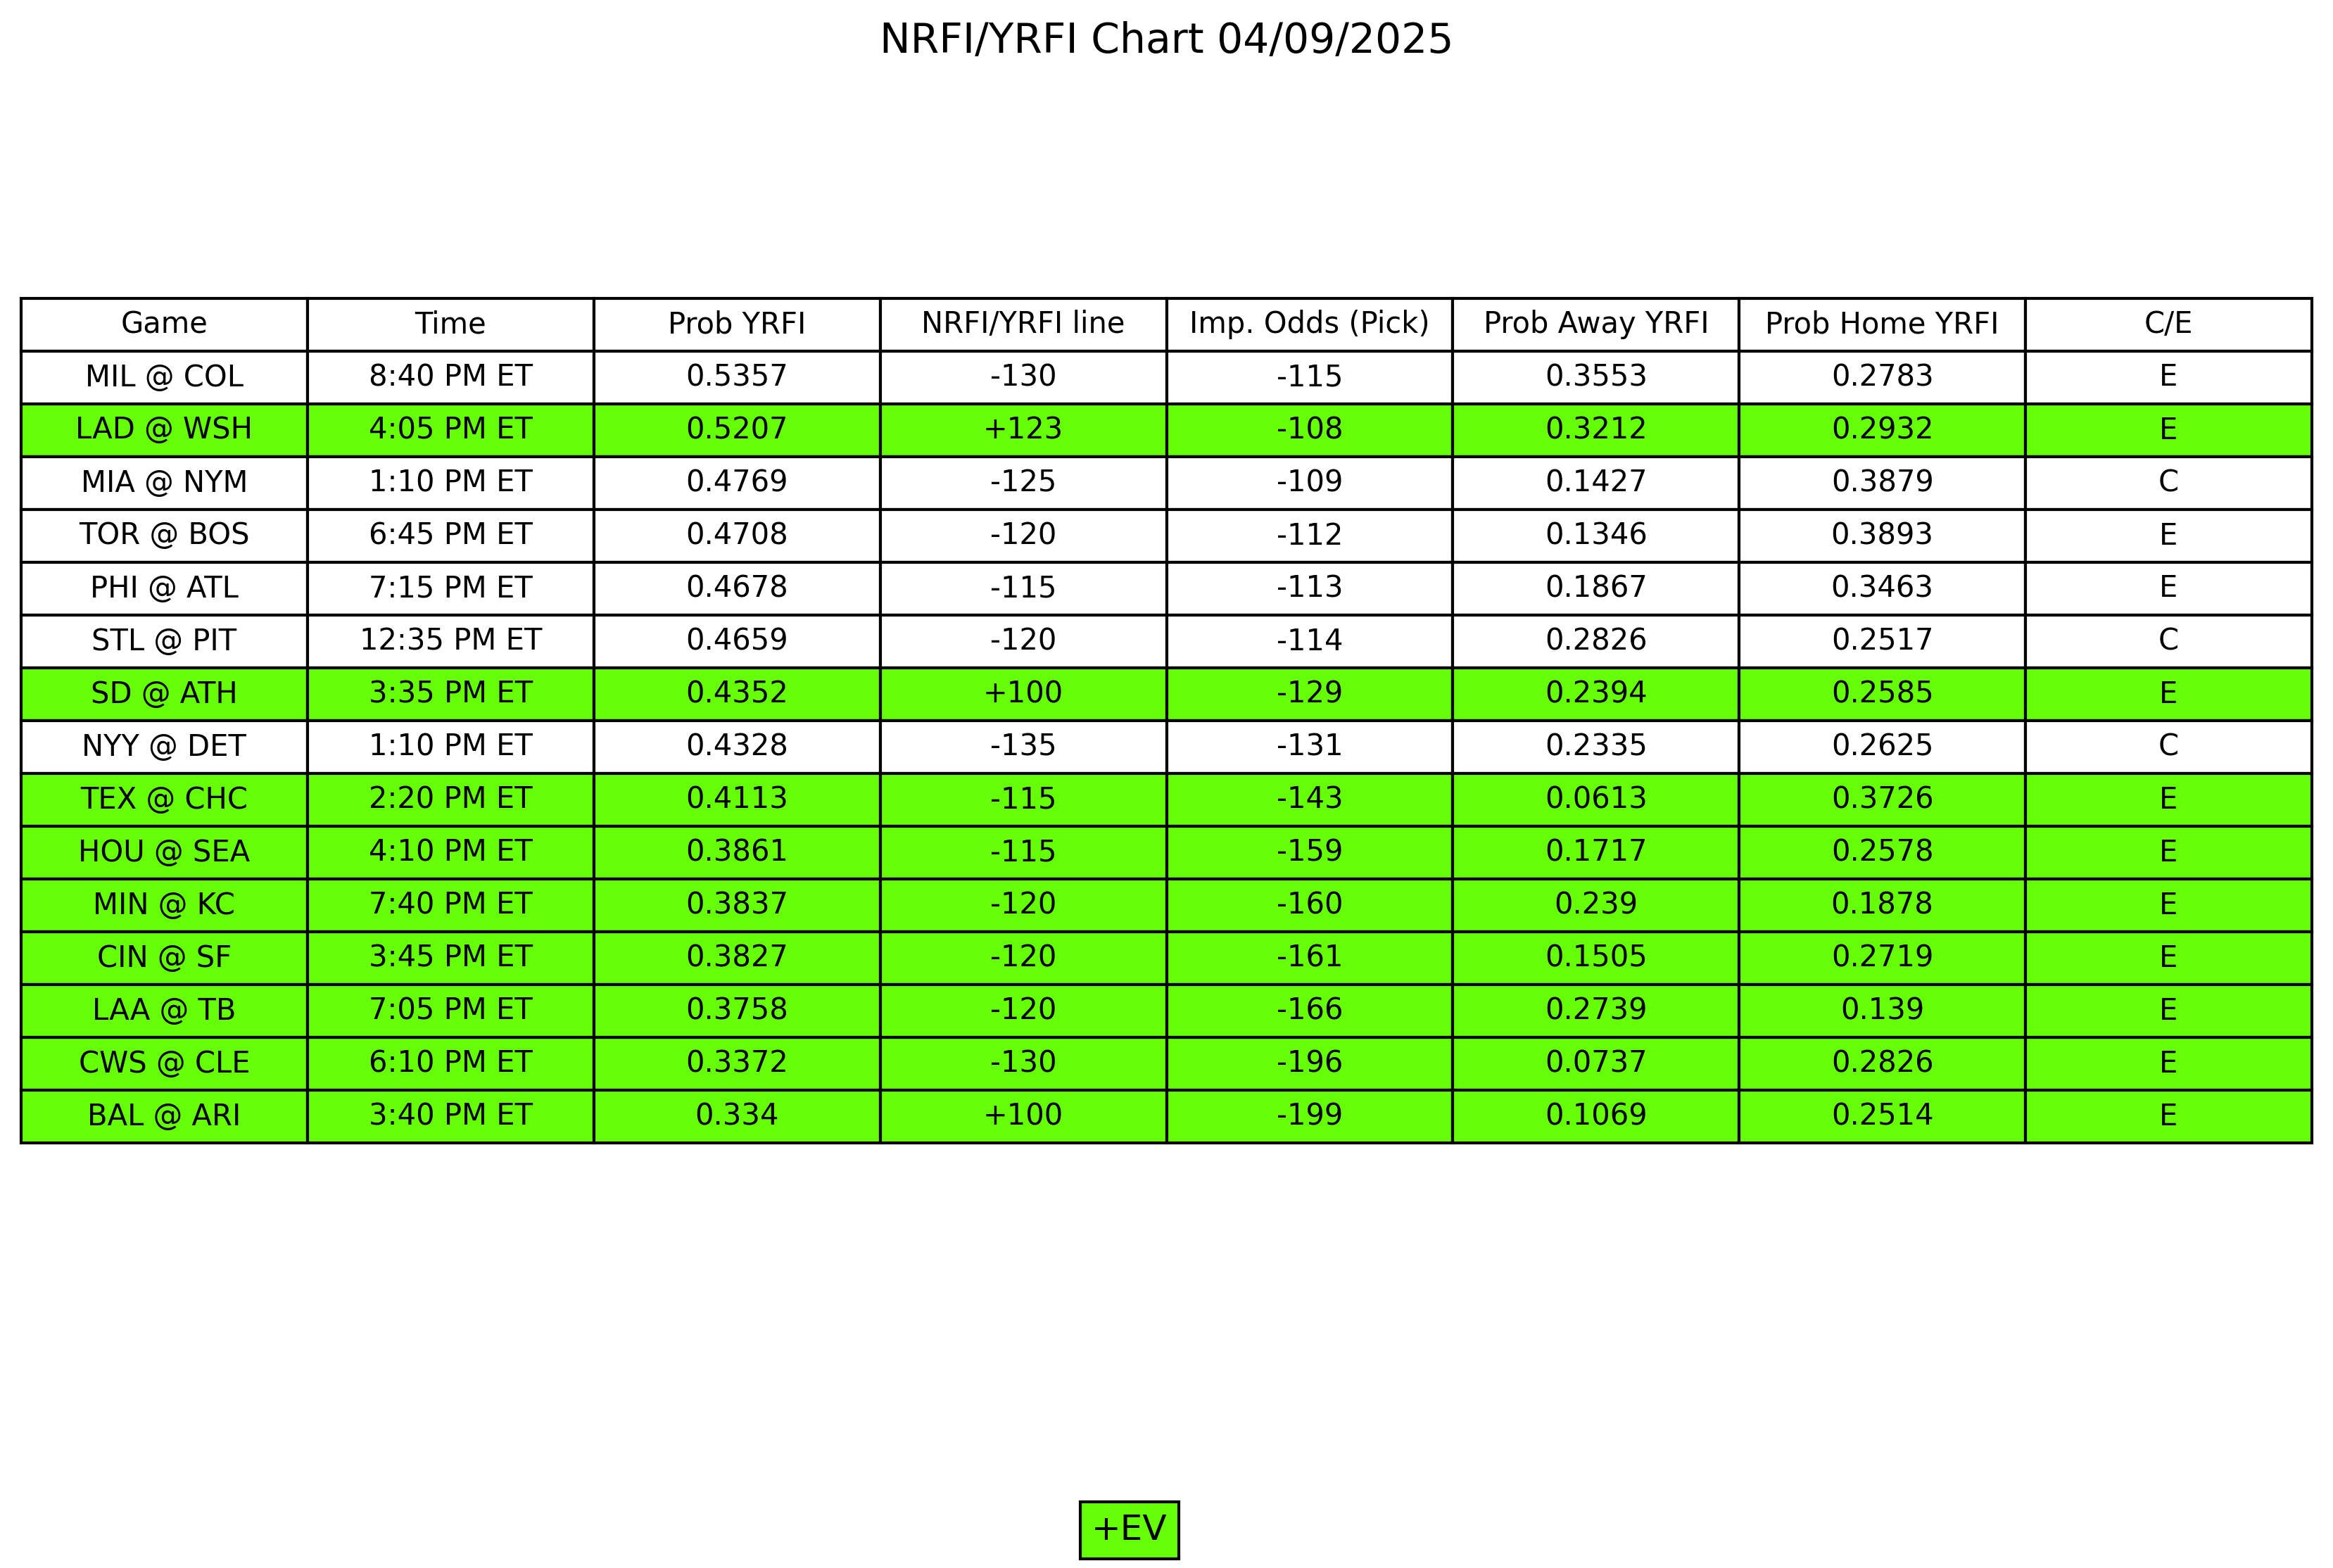 NRFI/YRFI Chart 04/09/2025
Game Time Prob YRFI NRFI/YRFI line Imp. Odds (Pick) Prob Away YRFI Prob Home YRFI C/E
MIL @ COL 8:40 PM ET 0.5357 -130 -115 0.3553 0.2783 E
LAD @ WSH 4:05 PM ET 0.5207 +123 -108 0.3212 0.2932 E
MIA @ NYM 1:10 PM ET 0.4769 -125 -109 0.1427 0.3879 C
TOR @ BOS 6:45 PM ET 0.4708 -120 -112 0.1346 0.3893 E
PHI @ ATL 7:15 PM ET 0.4678 -115 -113 0.1867 0.3463 E
STL @ PIT 12:35 PM ET 0.4659 -120 -114 0.2826 0.2517 C
SD @ ATH 3:35 PM ET 0.4352 +100 -129 0.2394 0.2585 E
NYY @ DET 1:10 PM ET 0.4328 -135 -131 0.2335 0.2625 C
TEX @ CHC 2:20 PM ET 0.4113 -115 -143 0.0613 0.3726 E
HOU @ SEA 4:10 PM ET 0.3861 -115 -159 0.1717 0.2578 E
MIN @ KC 7:40 PM ET 0.3837 -120 -160 0.239 0.1878 E
CIN @ SF 3:45 PM ET 0.3827 -120 -161 0.1505 0.2719 E
LAA @ TB 7:05 PM ET 0.3758 -120 -166 0.2739 0.139 E
CWS @ CLE 6:10 PM ET 0.3372 -130 -196 0.0737 0.2826 E
BAL @ ARI 3:40 PM ET 0.334 +100 -199 0.1069 0.2514 E
+EV